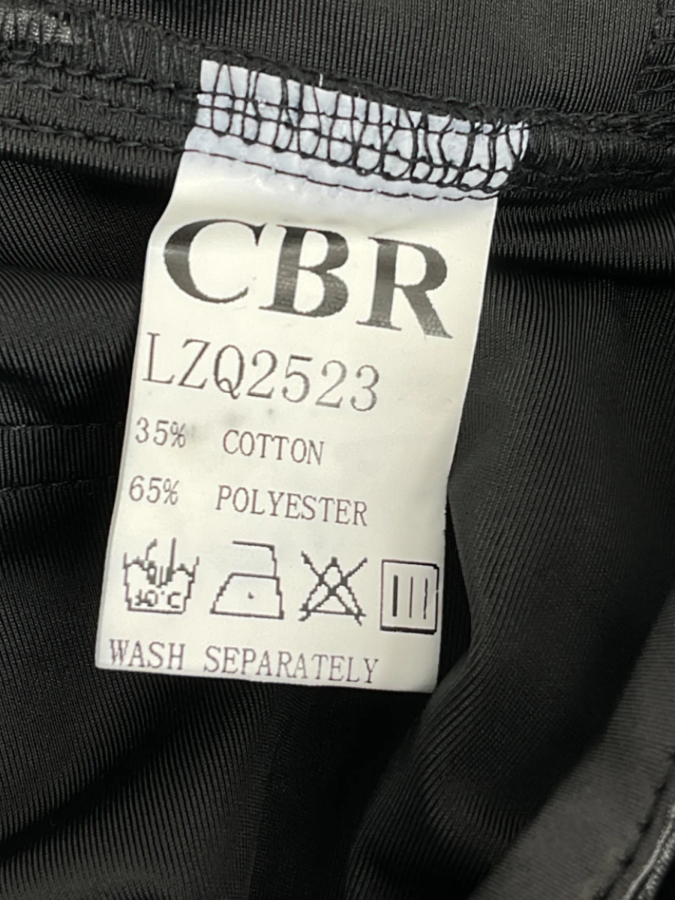 CBR
LZQ2523
35% COTTON
65% POLYESTER
WASH SEPARATELY